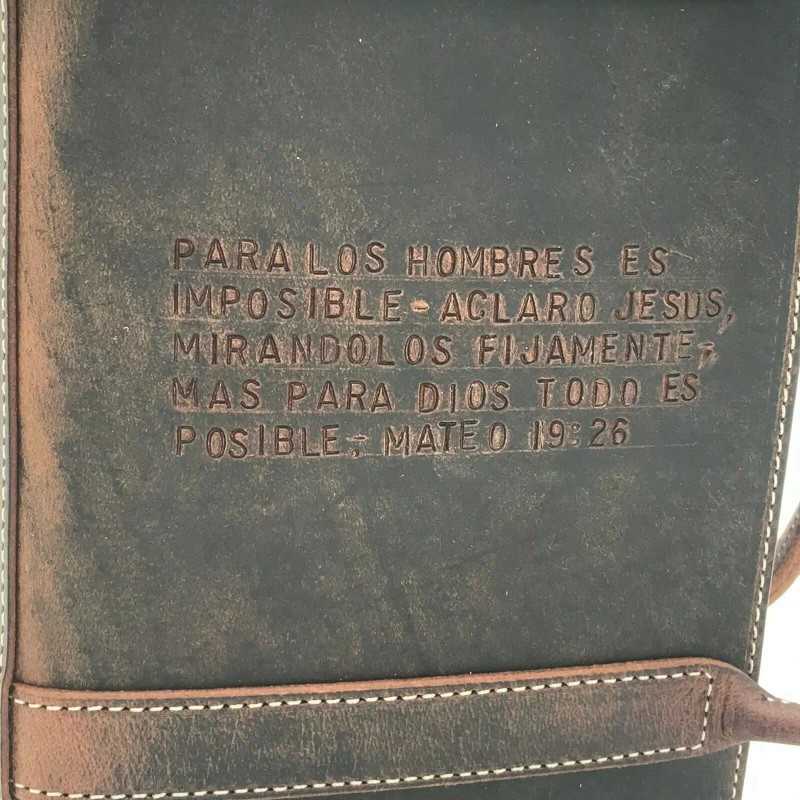 PARA LOS HOMBRES ES
IMPOSIBLE - ACLARO JESUS,
MIRANDOLOS FIJAMENTE-,
MAS PARA DIOS TODO ES
POSIBLE,- MATEO 19:26